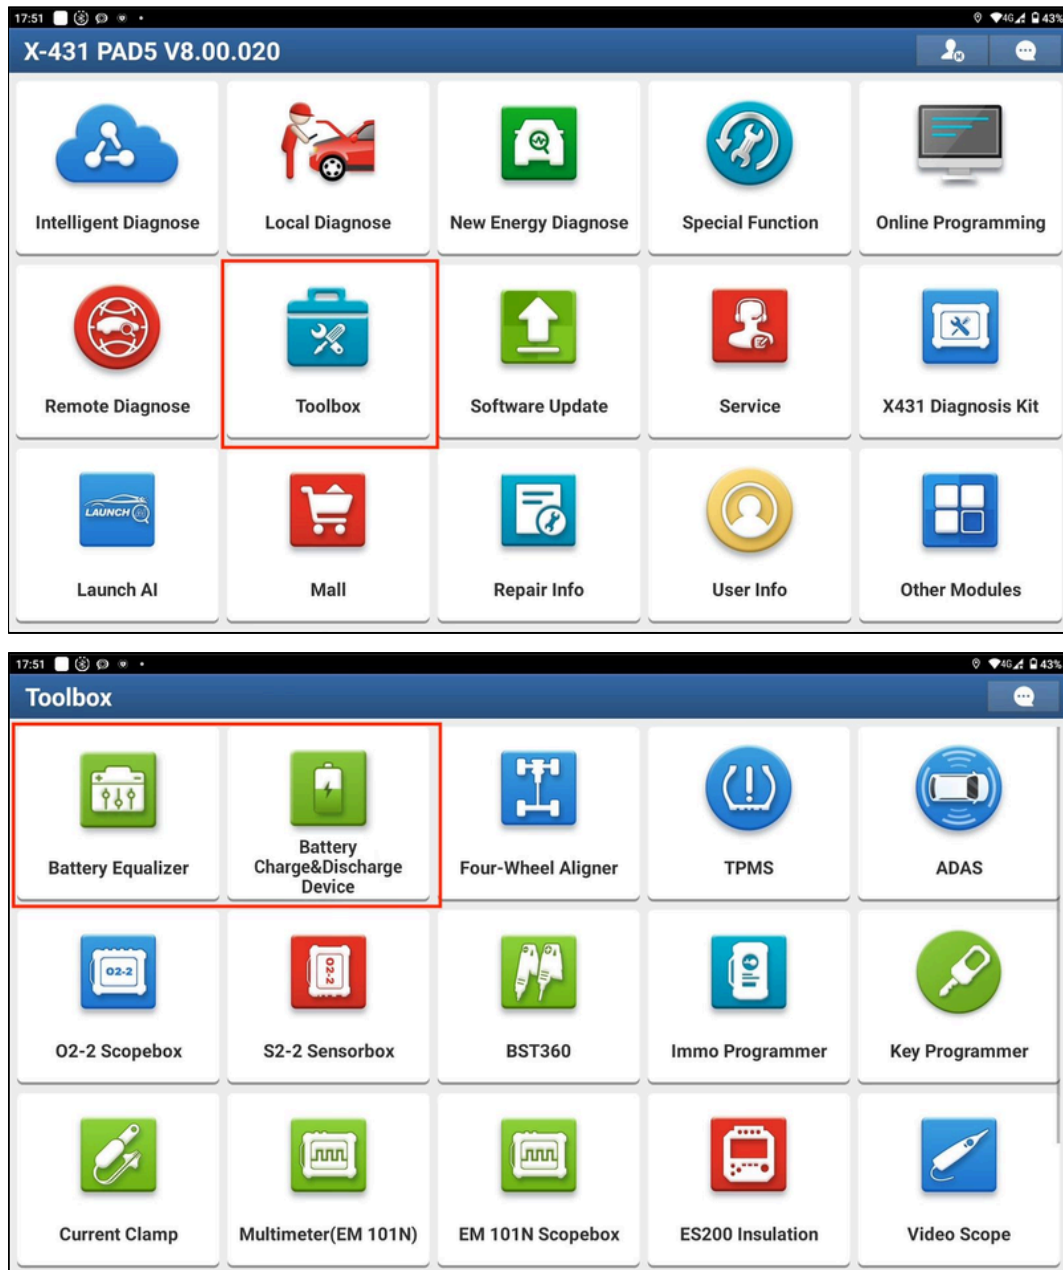 17:51
4G 43%
X-431 PAD5 V8.00.020
Intelligent Diagnose
Local Diagnose
New Energy Diagnose
Special Function
Online Programming
Remote Diagnose
Toolbox
Software Update
Service
X431 Diagnosis Kit
LAUNCH
Launch AI
Mall
Repair Info
User Info
Other Modules
17:51
4G 43%
Toolbox
Battery Equalizer
Battery
Charge&Discharge
Device
Four-Wheel Aligner
TPMS
ADAS
O2-2
O2-2 Scopebox
O2-2
S2-2 Sensorbox
BST360
Immo Programmer
Key Programmer
Current Clamp
Multimeter(EM 101N)
EM 101N Scopebox
ES200 Insulation
Video Scope